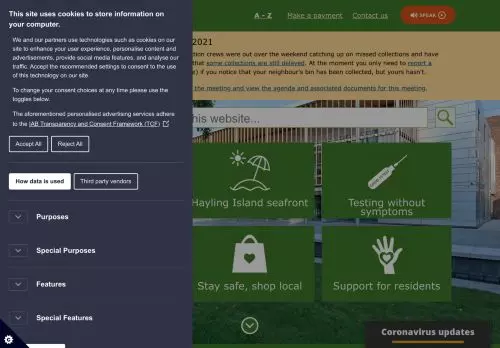 This site uses cookies to store information on
your computer.
We and our partners use technologies such as cookies on our
site to enhance your user experience, personalise content and
advertisements, provide social media features, and analyse our
traffic. Accept the recommended settings to consent to the use
of this technology on our site.
To change your consent choices at any time please use the
toggles below.
The aforementioned personalised advertising services adhere
to the IAB Transparency and Consent Framework (TCF)
Accept All
Reject All
How data is used
Third party vendors
Purposes
Special Purposes
Features
Special Features
A - Z
Make a payment
Contact us
SPEAK
2021
ction crews were out over the weekend catching up on missed collections and have
that some collections are still delayed. At the moment you only need to report a
) if you notice that your neighbour's bin has been collected, but yours hasn't.
the meeting and view the agenda and associated documents for this meeting.
his website...
Hayling Island seafront
Testing without
symptoms
Stay safe, shop local
Support for residents
Coronavirus updates